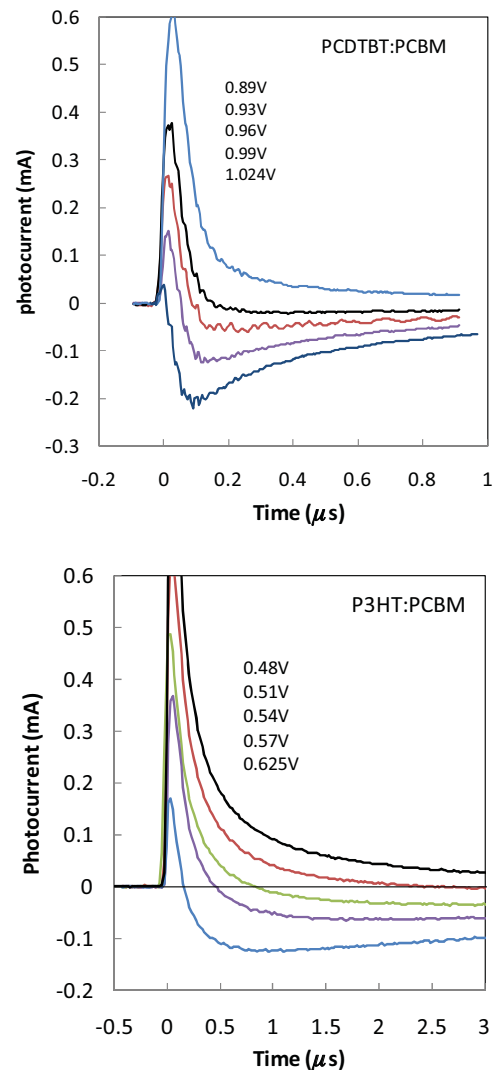 0.6
PCDTBT:PCBM
0.5
0.89V
0.4
0.93V
0.96V
0.3
0.99V
1.024V
0.2
0.1
0
-0.1
-0.2
-0.3
photocurrent (mA)
-0.2 0 0.2 0.4 0.6 0.8 1
Time (μs)
0.6
P3HT:PCBM
0.5
0.48V
0.4
0.51V
0.54V
0.3
0.57V
0.625V
0.2
0.1
0
-0.1
-0.2
Photocurrent (mA)
-0.5 0 0.5 1 1.5 2 2.5 3
Time (μs)